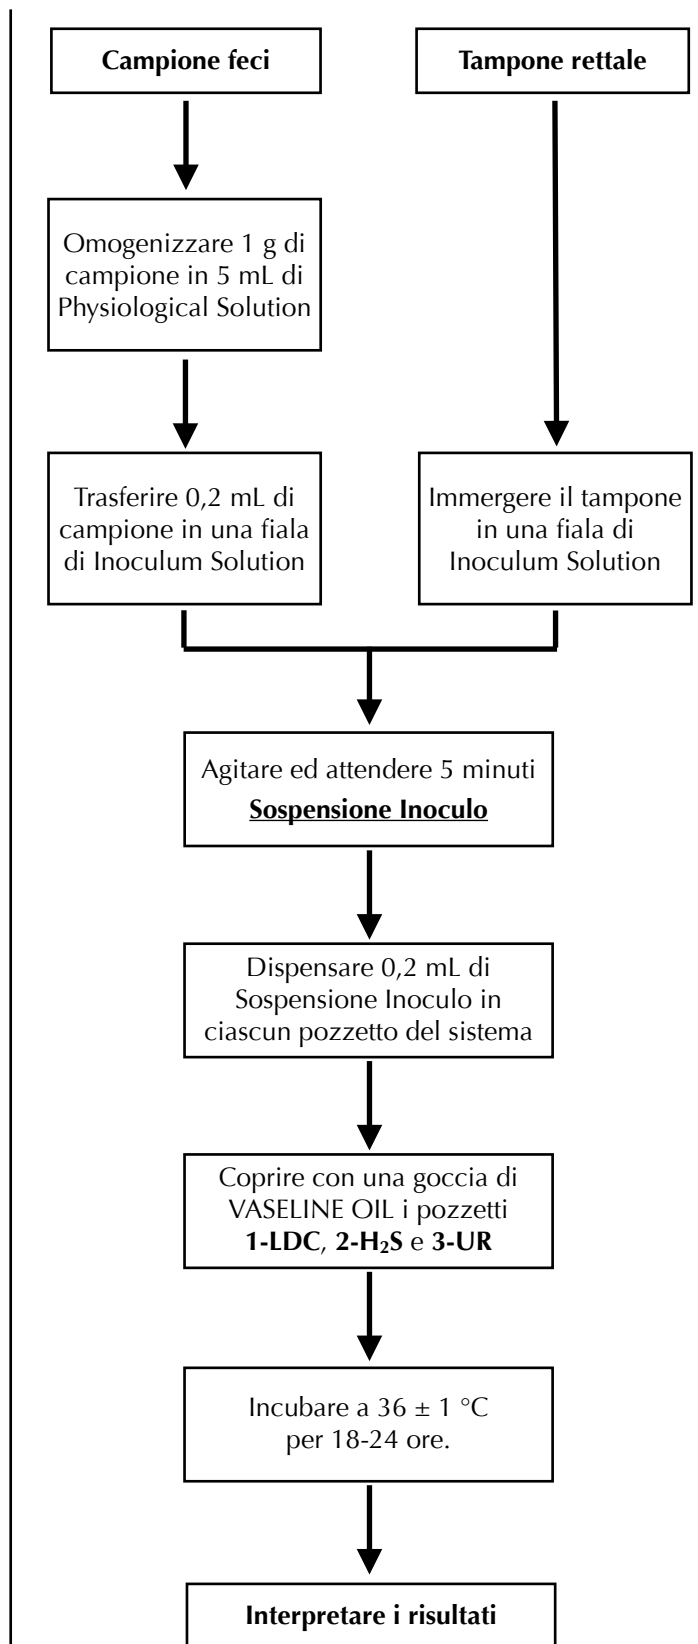 Campione feci
Tampone rettale
Omogenizzare 1 g di
campione in 5 mL di
Physiological Solution
Trasferire 0,2 mL di
campione in una fiala
di Inoculum Solution
Immergere il tampone
in una fiala di
Inoculum Solution
Agitare ed attendere 5 minuti
Sospensione Inoculo
Dispensare 0,2 mL di
Sospensione Inoculo in
ciascun pozzetto del sistema
Coprire con una goccia di
VASELINE OIL i pozzetti
1-LDC, 2-H₂S e 3-UR
Incubare a 36 ± 1 °C
per 18-24 ore.
Interpretare i risultati